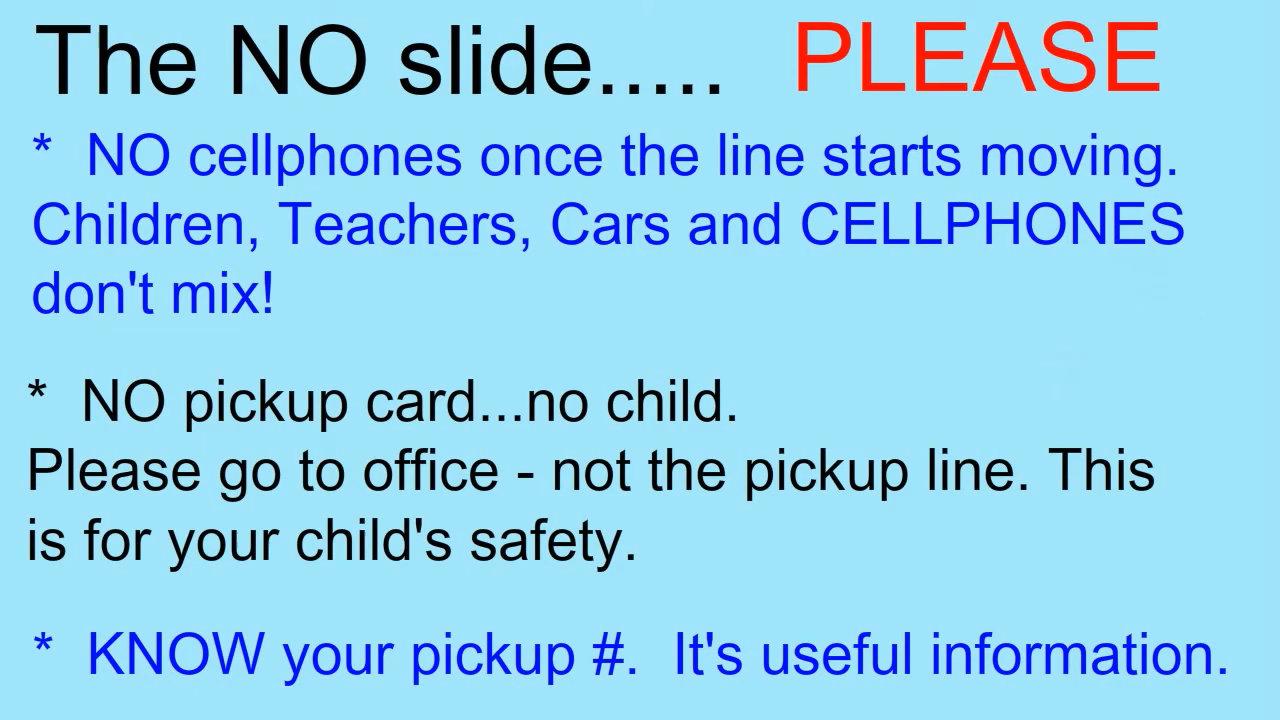 The NO slide..... PLEASE
* NO cellphones once the line starts moving.
Children, Teachers, Cars and CELLPHONES
don't mix!
* NO pickup card...no child.
Please go to office - not the pickup line. This
is for your child's safety.
* KNOW your pickup #. It's useful information.